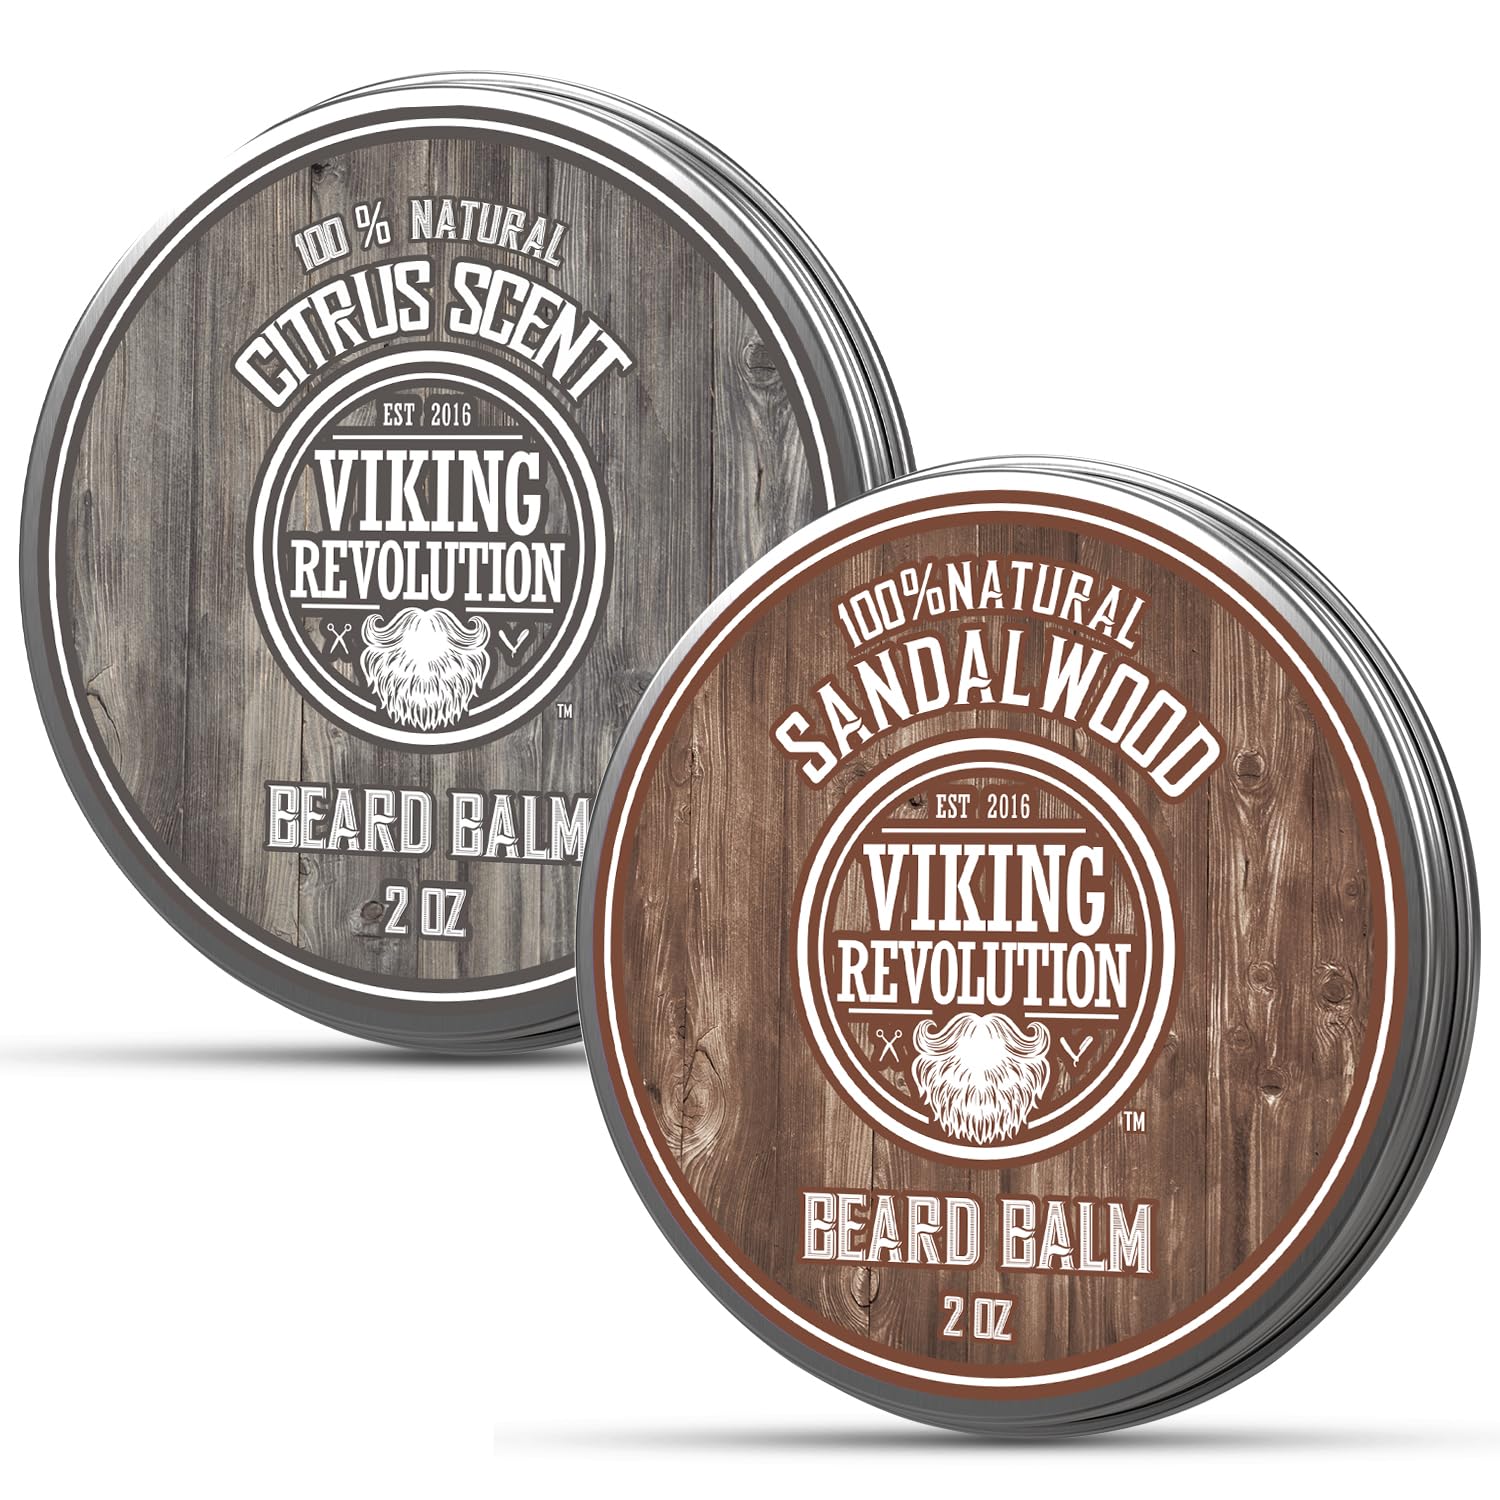 100 % NATURAL
CITRUS SCENT
EST 2016
VIKING
REVOLUTION
TM
BEARD BALM
2 OZ
100% NATURAL
SANDALWOOD
EST 2016
VIKING
REVOLUTION
TM
BEARD BALM
2 OZ